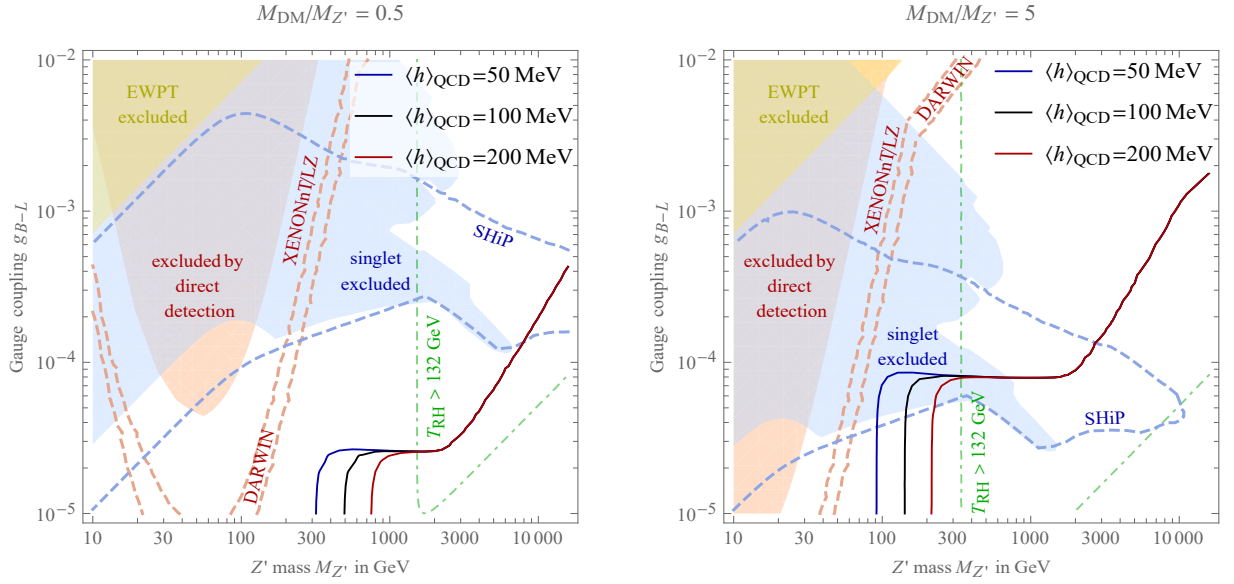 M_DM/M_Z' = 0.5
10⁻²
10⁻³
10⁻⁴
10⁻⁵
Gauge coupling g_B−L
EWPT
excluded
⟨h⟩_QCD=50 MeV
⟨h⟩_QCD=100 MeV
⟨h⟩_QCD=200 MeV
XENONnT/LZ
SHiP
excluded by
direct
detection
singlet
excluded
T_RH > 132 GeV
DARWIN
10
100
1000
3000
10 000
Z' mass M_Z' in GeV
M_DM/M_Z' = 5
10⁻²
10⁻³
10⁻⁴
10⁻⁵
Gauge coupling g_B−L
EWPT
excluded
DARWIN
⟨h⟩_QCD=50 MeV
⟨h⟩_QCD=100 MeV
⟨h⟩_QCD=200 MeV
XENONnT/LZ
excluded by
direct
detection
singlet
excluded
SHiP
T_RH > 132 GeV
10
100
1000
3000
10 000
Z' mass M_Z' in GeV